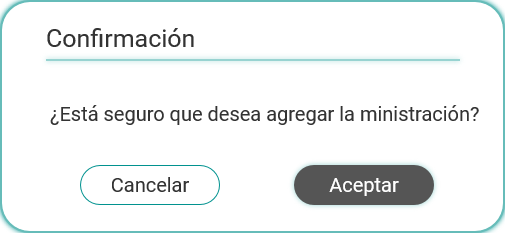 Confirmación
¿Está seguro que desea agregar la ministración?
Cancelar
Aceptar